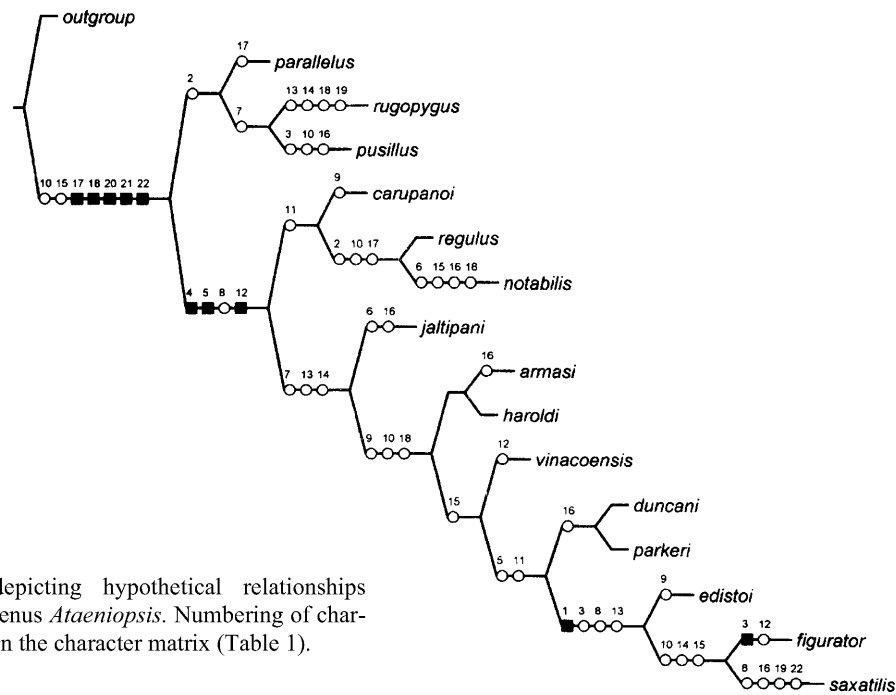 outgroup
17
parallelus
2
13 14 18 19
rugopygus
7
3 10 16
pusillus
9
carupanoi
10 15 17 18 20 21 22
11
regulus
2 10 17
6 15 16 18
notabilis
4 5 8 12
6 16
jaltipani
16
armasi
7 13 14
haroldi
9 10 18
12
vinacoensis
15
16
duncani
parkeri
5 11
9
edistoi
1 3 8 13
3 12
figurator
10 14 15
8 16 19 22
saxatilis
depicting hypothetical relationships
enus Ataeniopsis. Numbering of char-
n the character matrix (Table 1).